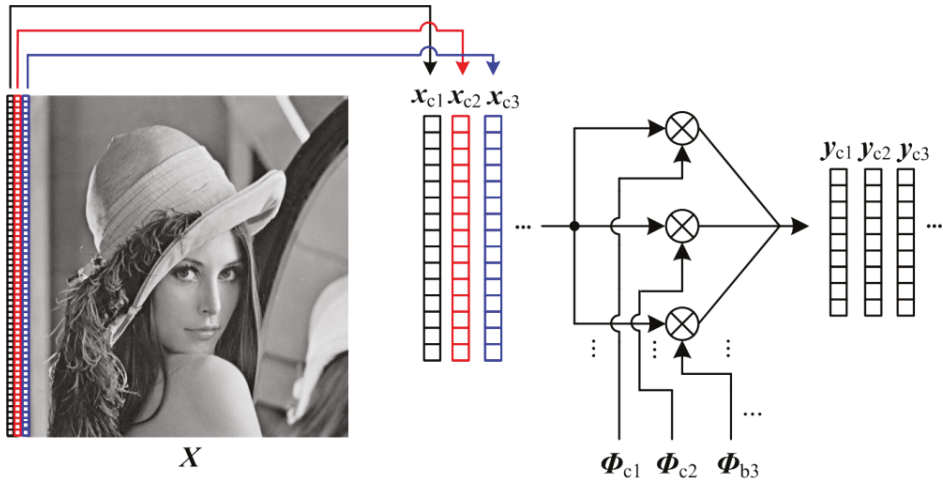 x_c1 x_c2 x_c3
y_c1 y_c2 y_c3
...
...
X
Φ_c1 Φ_c2 Φ_b3
...